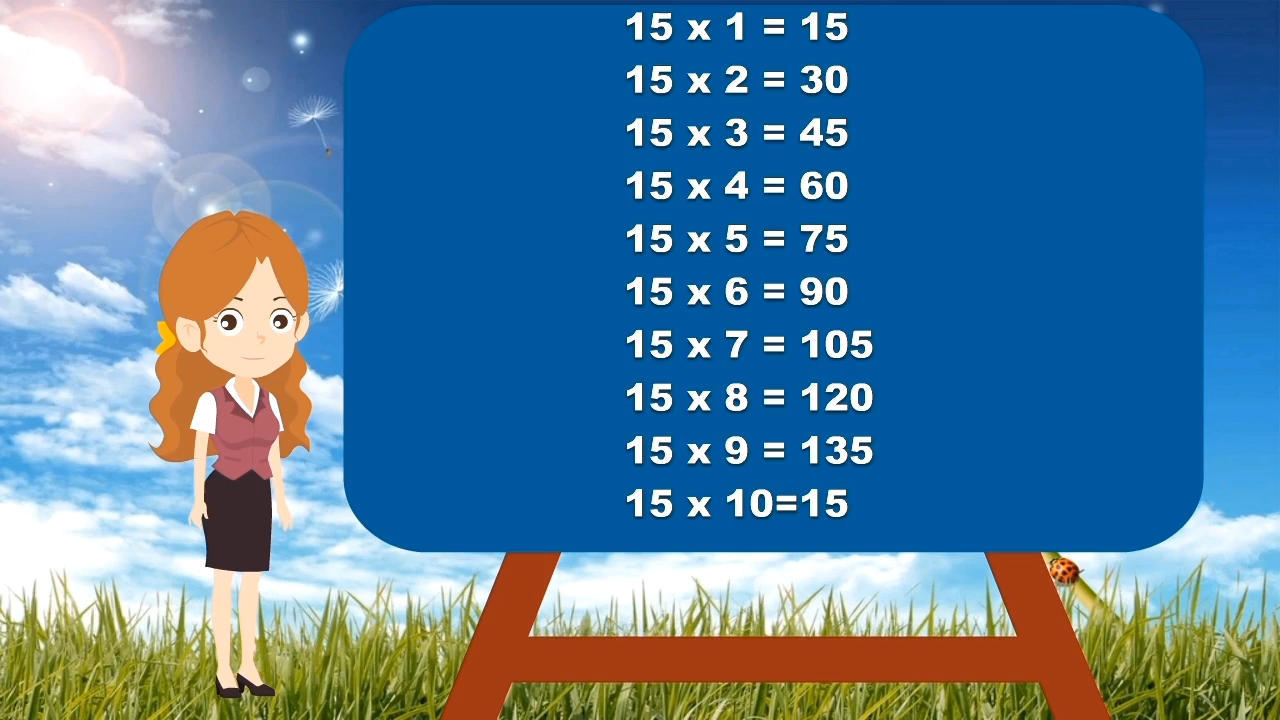 15 x 1 = 15
15 x 2 = 30
15 x 3 = 45
15 x 4 = 60
15 x 5 = 75
15 x 6 = 90
15 x 7 = 105
15 x 8 = 120
15 x 9 = 135
15 x 10=15